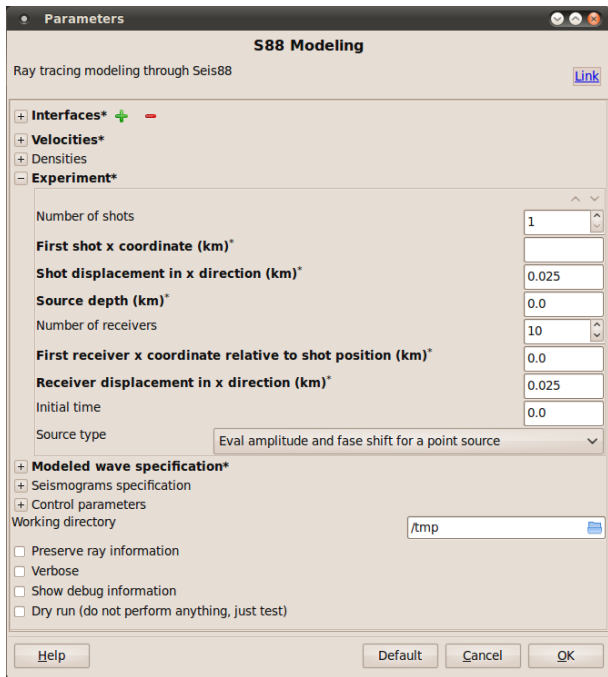 Parameters
S88 Modeling
Ray tracing modeling through Seis88
Link
Interfaces*
Velocities*
Densities
Experiment*
Number of shots 1
First shot x coordinate (km)*
Shot displacement in x direction (km)* 0.025
Source depth (km)* 0.0
Number of receivers 10
First receiver x coordinate relative to shot position (km)* 0.0
Receiver displacement in x direction (km)* 0.025
Initial time 0.0
Source type Eval amplitude and fase shift for a point source
Modeled wave specification*
Seismograms specification
Control parameters
Working directory /tmp
Preserve ray information
Verbose
Show debug information
Dry run (do not perform anything, just test)
Help Default Cancel OK